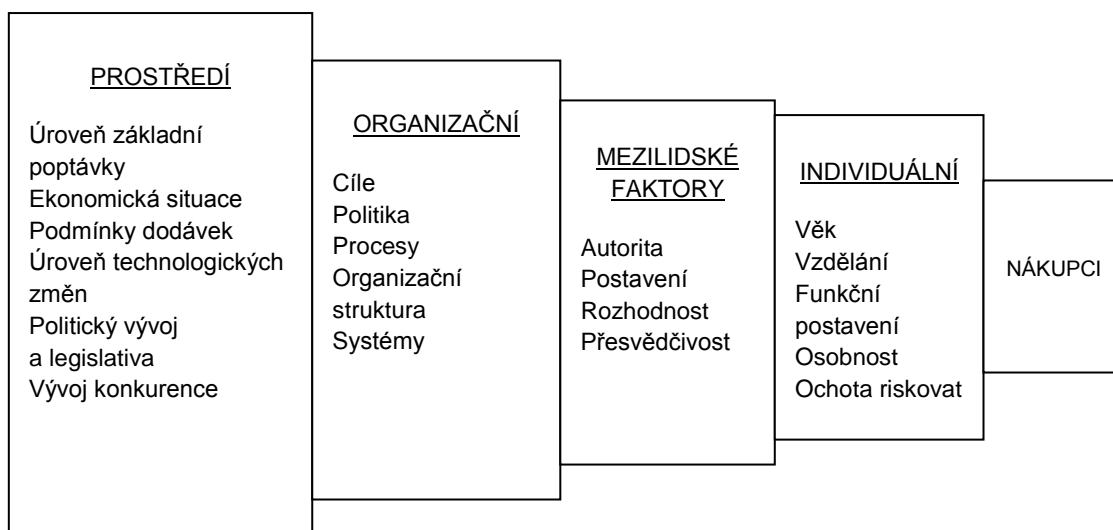 PROSTŘEDÍ
Úroveň základní
poptávky
Ekonomická situace
Podmínky dodávek
Úroveň technologických
změn
Politický vývoj
a legislativa
Vývoj konkurence
ORGANIZAČNÍ
Cíle
Politika
Procesy
Organizační
struktura
Systémy
MEZILIDSKÉ
FAKTORY
Autorita
Postavení
Rozhodnost
Přesvědčivost
INDIVIDUÁLNÍ
Věk
Vzdělání
Funkční
postavení
Osobnost
Ochota riskovat
NÁKUPCI